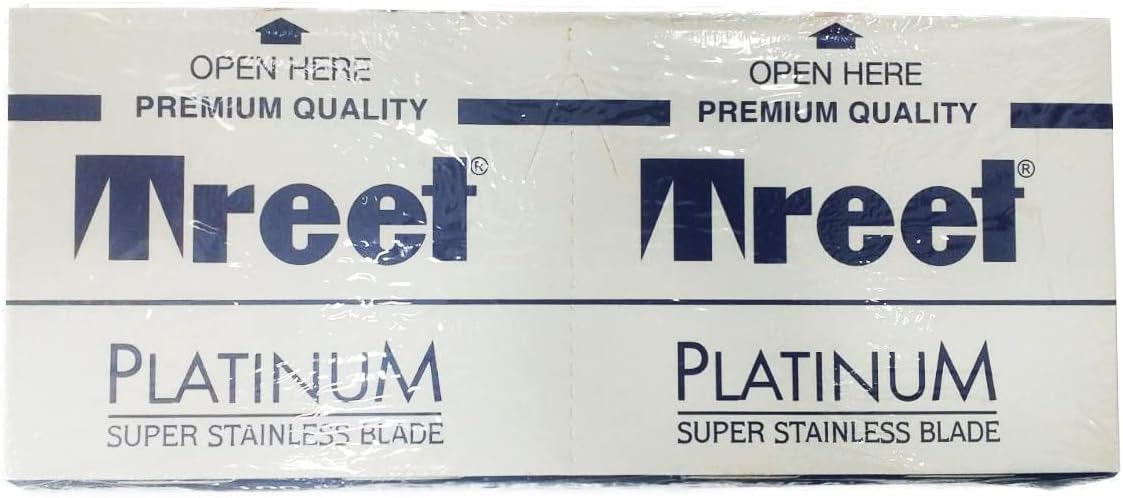 OPEN HERE
PREMIUM QUALITY
Treet®
PLATINUM
SUPER STAINLESS BLADE
OPEN HERE
PREMIUM QUALITY
Treet®
PLATINUM
SUPER STAINLESS BLADE